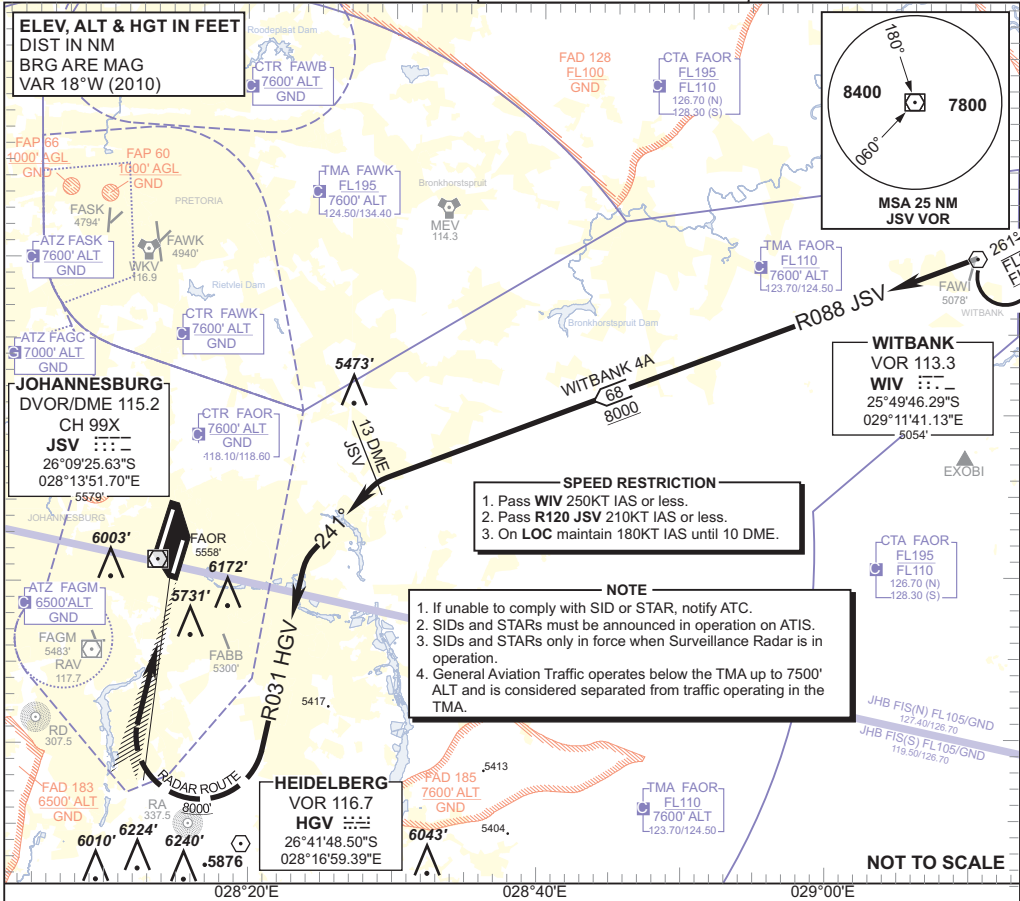 ELEV, ALT & HGT IN FEET
DIST IN NM
BRG ARE MAG
VAR 18°W (2010)
Roodeplaat Dam
CTR FAWB
C
7600' ALT
GND
FAD 128
FL100
GND
CTA FAOR
FL195
C
FL110
126.70 (N)
128.30 (S)
180°
8400
7800
060°
MSA 25 NM
JSV VOR
FAP 66
1000' AGL
GND
FAP 60
1000' AGL
GND
PRETORIA
FASK
4794'
FAWK
4940'
WKV
116.9
ATZ FASK
C
7600' ALT
GND
TMA FAWK
FL195
C
7600' ALT
124.50/134.40
Bronkhorstspruit
MEV
114.3
TMA FAOR
FL110
C
7600' ALT
123.70/124.50
261°
FAWI
5078'
WITBANK
Rietvlei Dam
CTR FAWK
C
7600' ALT
GND
Bronkhorstspruit Dam
R088 JSV
ATZ FAGC
G
7000' ALT
GND
WITBANK
VOR 113.3
WIV
25°49'46.29"S
029°11'41.13"E
5054'
EXOBI
5473'
WITBANK 4A
68
8000
JOHANNESBURG
DVOR/DME 115.2
CH 99X
JSV
26°09'25.63"S
028°13'51.70"E
5579'
JOHANNESBURG
CTR FAOR
C
7600' ALT
GND
118.10/118.60
13 DME
JSV
241°
SPEED RESTRICTION
1. Pass WIV 250KT IAS or less.
2. Pass R120 JSV 210KT IAS or less.
3. On LOC maintain 180KT IAS until 10 DME.
6003'
FAOR
5558'
6172'
5731'
CTA FAOR
FL195
C
FL110
126.70 (N)
128.30 (S)
ATZ FAGM
C
6500'ALT
GND
FAGM
5483'
RAV
117.7
FABB
5300'
NOTE
1. If unable to comply with SID or STAR, notify ATC.
2. SIDs and STARs must be announced in operation on ATIS.
3. SIDs and STARs only in force when Surveillance Radar is in
operation.
4. General Aviation Traffic operates below the TMA up to 7500'
ALT and is considered separated from traffic operating in the
TMA.
R031 HGV
5417
RD
307.5
JHB FIS(N) FL105/GND
127.40/126.70
JHB FIS(S) FL105/GND
119.50/126.70
RADAR ROUTE
8000'
FAD 183
6500' ALT
GND
RA
337.5
HEIDELBERG
VOR 116.7
HGV
26°41'48.50"S
028°16'59.39"E
FAD 185
7600' ALT
GND
5413
5404
TMA FAOR
FL110
C
7600' ALT
123.70/124.50
6010'
6224'
6240'
5876
6043'
NOT TO SCALE
028°20'E
028°40'E
029°00'E